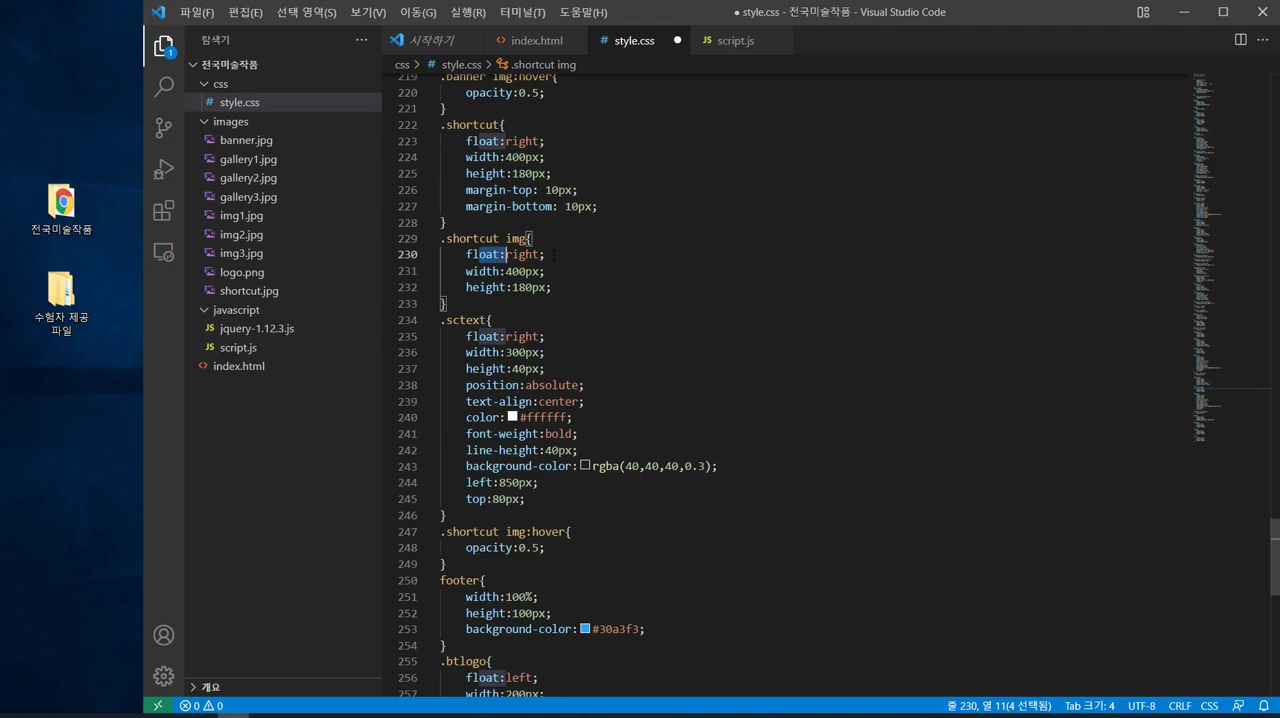 전국미술작품
수험자 제공
파일
파일(F) 편집(E) 선택 영역(S) 보기(V) 이동(G) 실행(R) 터미널(T) 도움말(H)
● style.css - 전국미술작품 - Visual Studio Code
탐색기 ···
시작하기 index.html style.css ● script.js
css > # style.css > .shortcut img
1
전국미술작품
css
# style.css
images
banner.jpg
gallery1.jpg
gallery2.jpg
gallery3.jpg
img1.jpg
img2.jpg
img3.jpg
logo.png
shortcut.jpg
javascript
JS jquery-1.12.3.js
JS script.js
<> index.html
개요
219 .banner img:hover{
220 opacity:0.5;
221 }
222 .shortcut{
223 float:right;
224 width:400px;
225 height:180px;
226 margin-top: 10px;
227 margin-bottom: 10px;
228 }
229 .shortcut img{
230 float:right;
231 width:400px;
232 height:180px;
233 }
234 .sctext{
235 float:right;
236 width:300px;
237 height:40px;
238 position:absolute;
239 text-align:center;
240 color:#ffffff;
241 font-weight:bold;
242 line-height:40px;
243 background-color:rgba(40,40,40,0.3);
244 left:850px;
245 top:80px;
246 }
247 .shortcut img:hover{
248 opacity:0.5;
249 }
250 footer{
251 width:100%;
252 height:100px;
253 background-color:#30a3f3;
254 }
255 .btlogo{
256 float:left;
257 width:200px;
0 0 줄 230, 열 11(4 선택됨) Tab 크기: 4 UTF-8 CRLF CSS